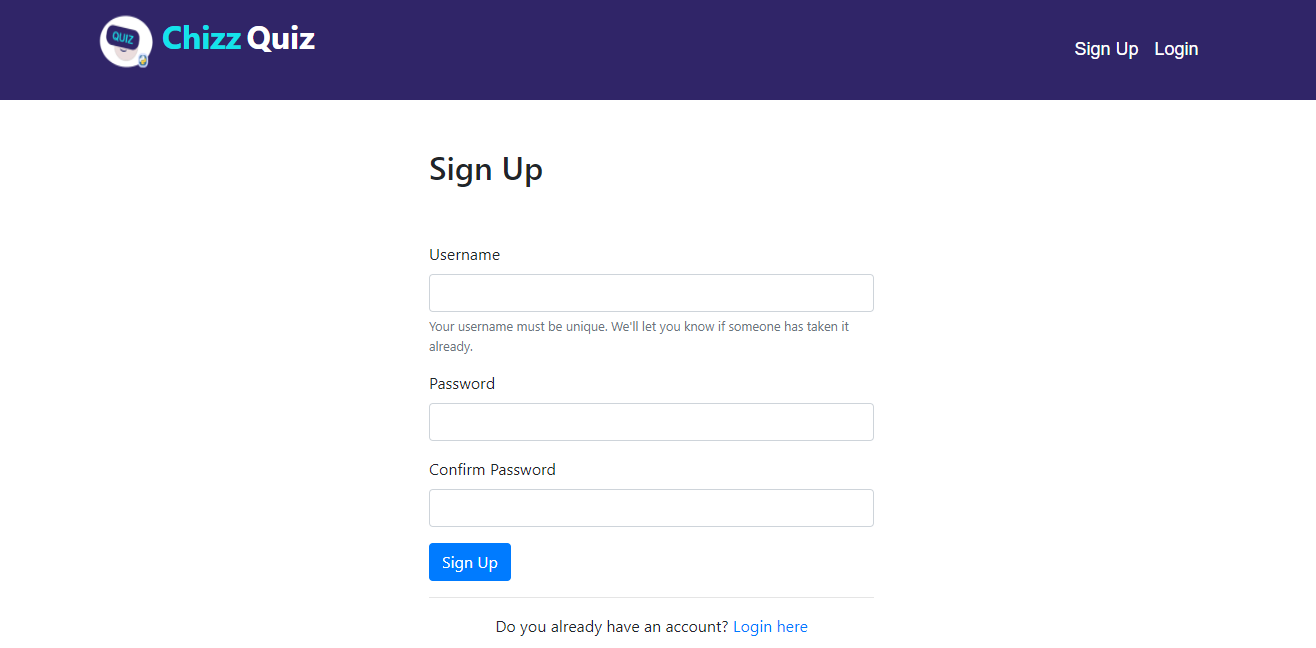 QUIZ
Chizz Quiz
Sign Up
Login
Sign Up
Username
Your username must be unique. We'll let you know if someone has taken it
already.
Password
Confirm Password
Sign Up
Do you already have an account? Login here